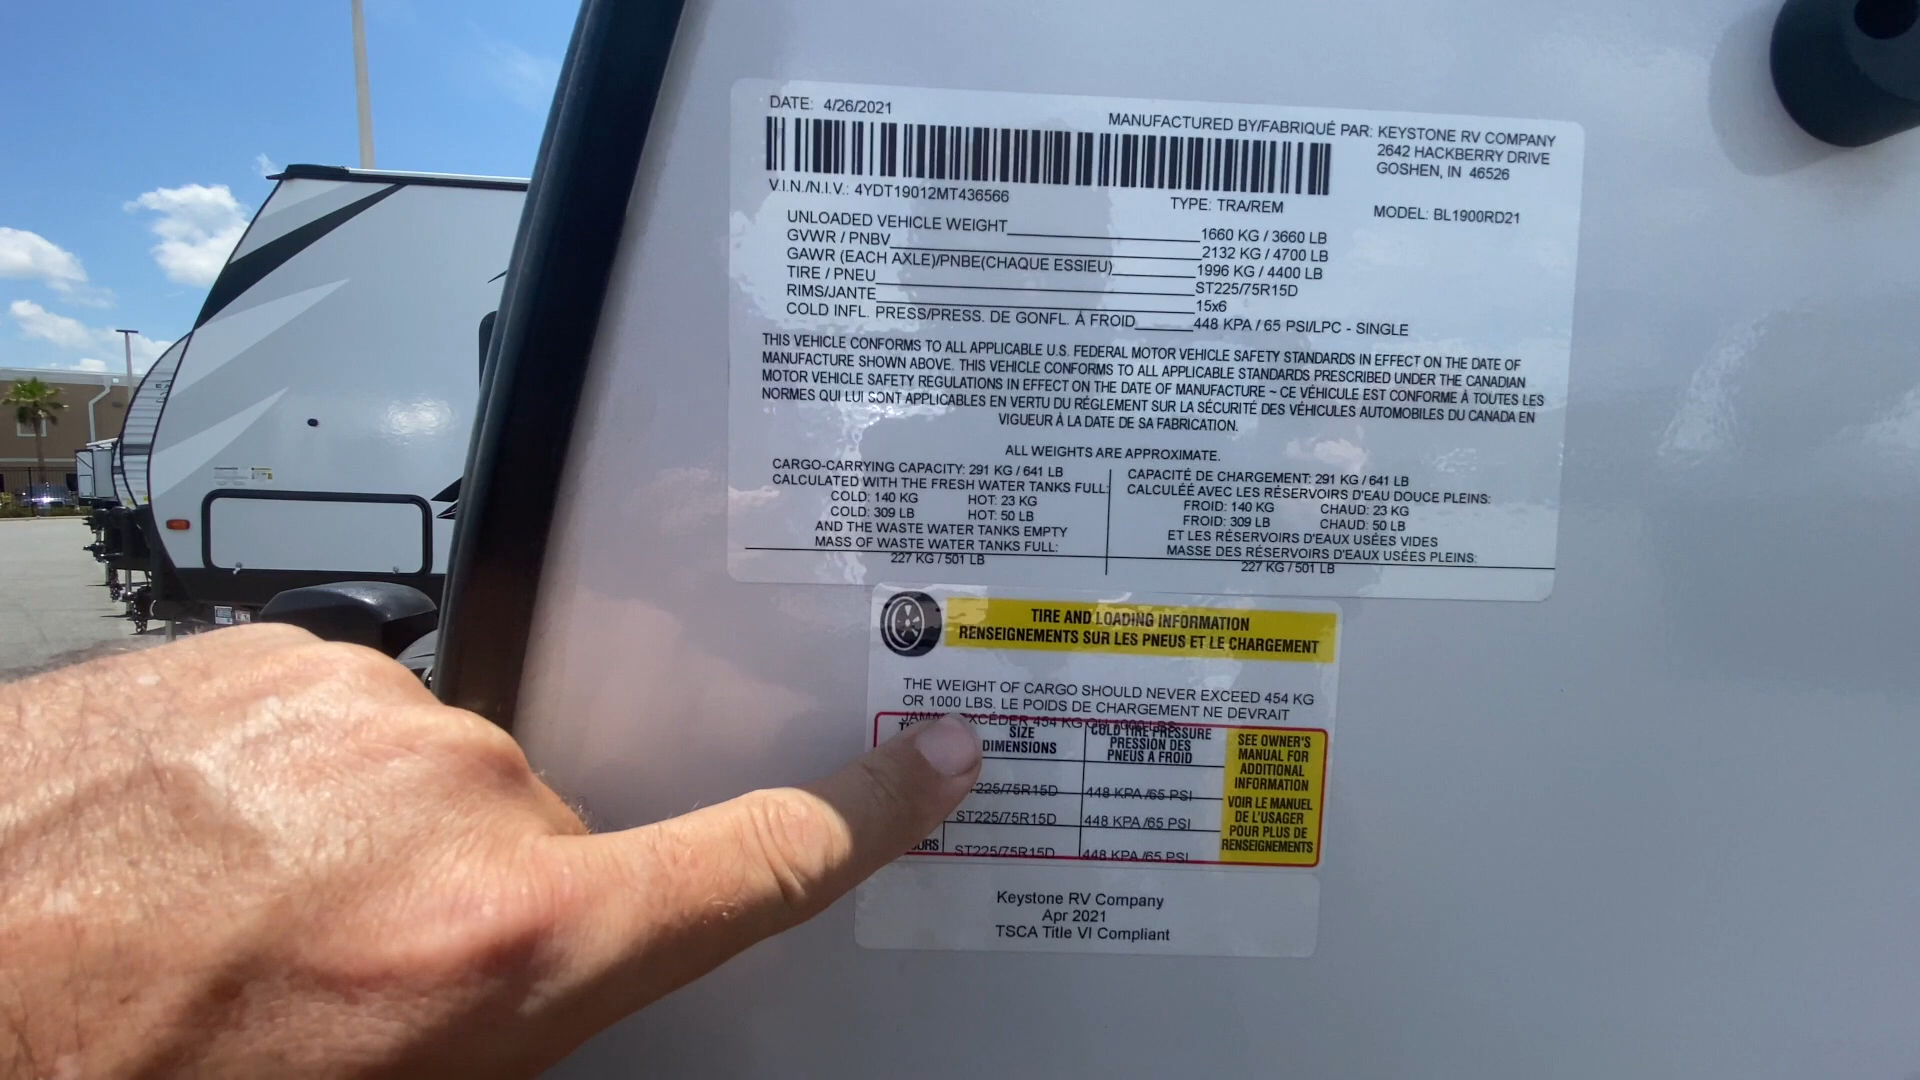 DATE: 4/26/2021
MANUFACTURED BY/FABRIQUÉ PAR: KEYSTONE RV COMPANY
2642 HACKBERRY DRIVE
GOSHEN, IN 46526
V.I.N./N.I.V.: 4YDT19012MT436566
TYPE: TRA/REM
MODEL: BL1900RD21
UNLOADED VEHICLE WEIGHT 1660 KG / 3660 LB
GVWR / PNBV 2132 KG / 4700 LB
GAWR (EACH AXLE)/PNBE(CHAQUE ESSIEU) 1996 KG / 4400 LB
TIRE / PNEU ST225/75R15D
RIMS/JANTE 15x6
COLD INFL. PRESS/PRESS. DE GONFL. À FROID 448 KPA / 65 PSI/LPC - SINGLE
THIS VEHICLE CONFORMS TO ALL APPLICABLE U.S. FEDERAL MOTOR VEHICLE SAFETY STANDARDS IN EFFECT ON THE DATE OF
MANUFACTURE SHOWN ABOVE. THIS VEHICLE CONFORMS TO ALL APPLICABLE STANDARDS PRESCRIBED UNDER THE CANADIAN
MOTOR VEHICLE SAFETY REGULATIONS IN EFFECT ON THE DATE OF MANUFACTURE ~ CE VÉHICULE EST CONFORME À TOUTES LES
NORMES QUI LUI SONT APPLICABLES EN VERTU DU RÉGLEMENT SUR LA SÉCURITÉ DES VÉHICULES AUTOMOBILES DU CANADA EN
VIGUEUR À LA DATE DE SA FABRICATION.
ALL WEIGHTS ARE APPROXIMATE.
CARGO-CARRYING CAPACITY: 291 KG / 641 LB
CALCULATED WITH THE FRESH WATER TANKS FULL:
COLD: 140 KG HOT: 23 KG
COLD: 309 LB HOT: 50 LB
AND THE WASTE WATER TANKS EMPTY
MASS OF WASTE WATER TANKS FULL:
227 KG / 501 LB
CAPACITÉ DE CHARGEMENT: 291 KG / 641 LB
CALCULÉE AVEC LES RÉSERVOIRS D'EAU DOUCE PLEINS:
FROID: 140 KG CHAUD: 23 KG
FROID: 309 LB CHAUD: 50 LB
ET LES RÉSERVOIRS D'EAUX USÉES VIDES
MASSE DES RÉSERVOIRS D'EAUX USÉES PLEINS:
227 KG / 501 LB
TIRE AND LOADING INFORMATION
RENSEIGNEMENTS SUR LES PNEUS ET LE CHARGEMENT
THE WEIGHT OF CARGO SHOULD NEVER EXCEED 454 KG
OR 1000 LBS. LE POIDS DE CHARGEMENT NE DEVRAIT
EXCÉDER 454 KG OU 1000 LBS.
SIZE
DIMENSIONS
COLD TIRE PRESSURE
PRESSION DES
PNEUS A FROID
225/75R15D 448 KPA /65 PSI
ST225/75R15D 448 KPA /65 PSI
ST225/75R15D 448 KPA /65 PSI
SEE OWNER'S
MANUAL FOR
ADDITIONAL
INFORMATION
VOIR LE MANUEL
DE L'USAGER
POUR PLUS DE
RENSEIGNEMENTS
Keystone RV Company
Apr 2021
TSCA Title VI Compliant